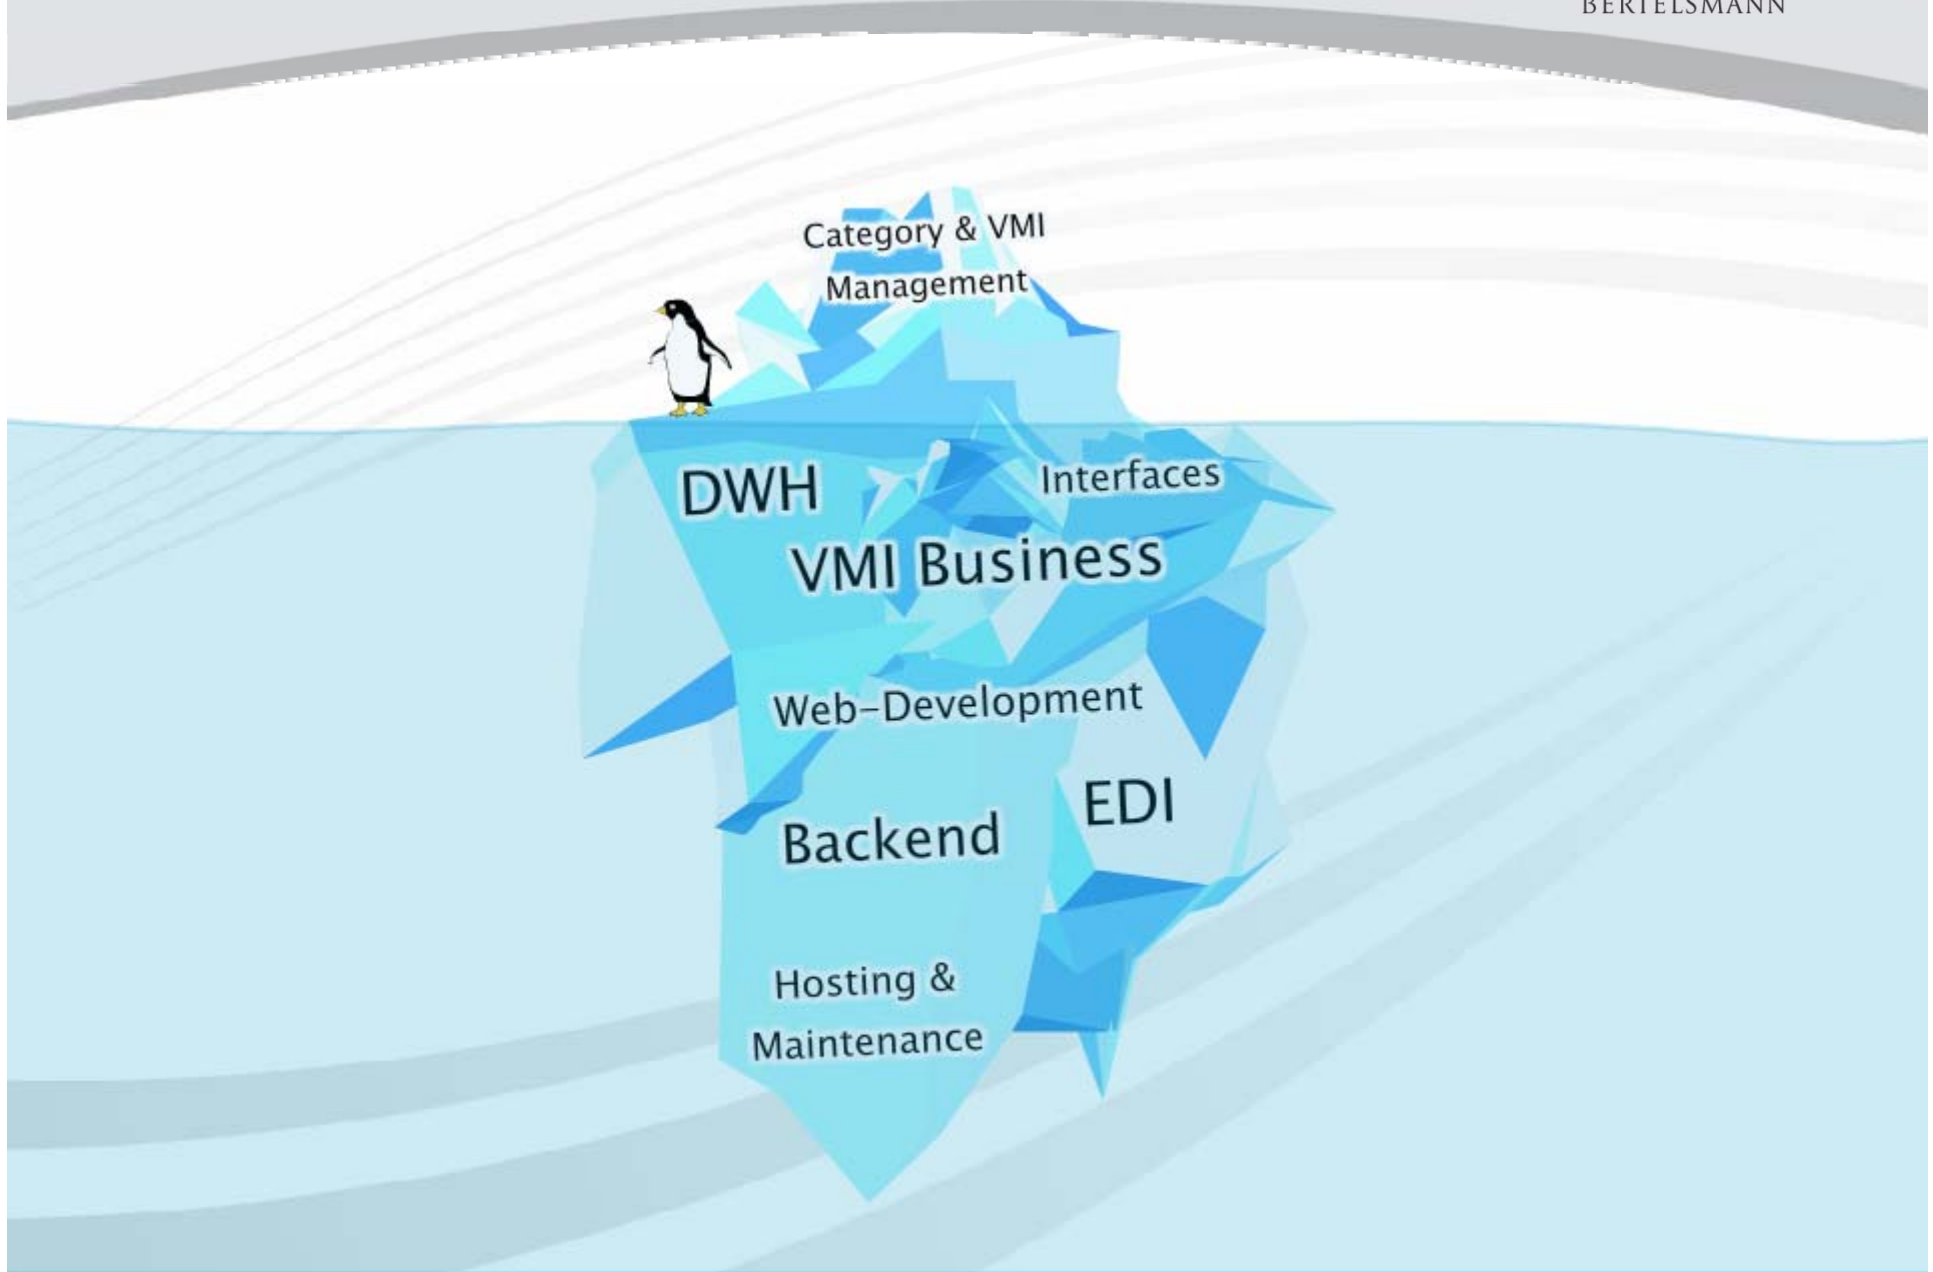 BERTELSMANN
Category & VMI
Management
DWH
Interfaces
VMI Business
Web-Development
EDI
Backend
Hosting &
Maintenance